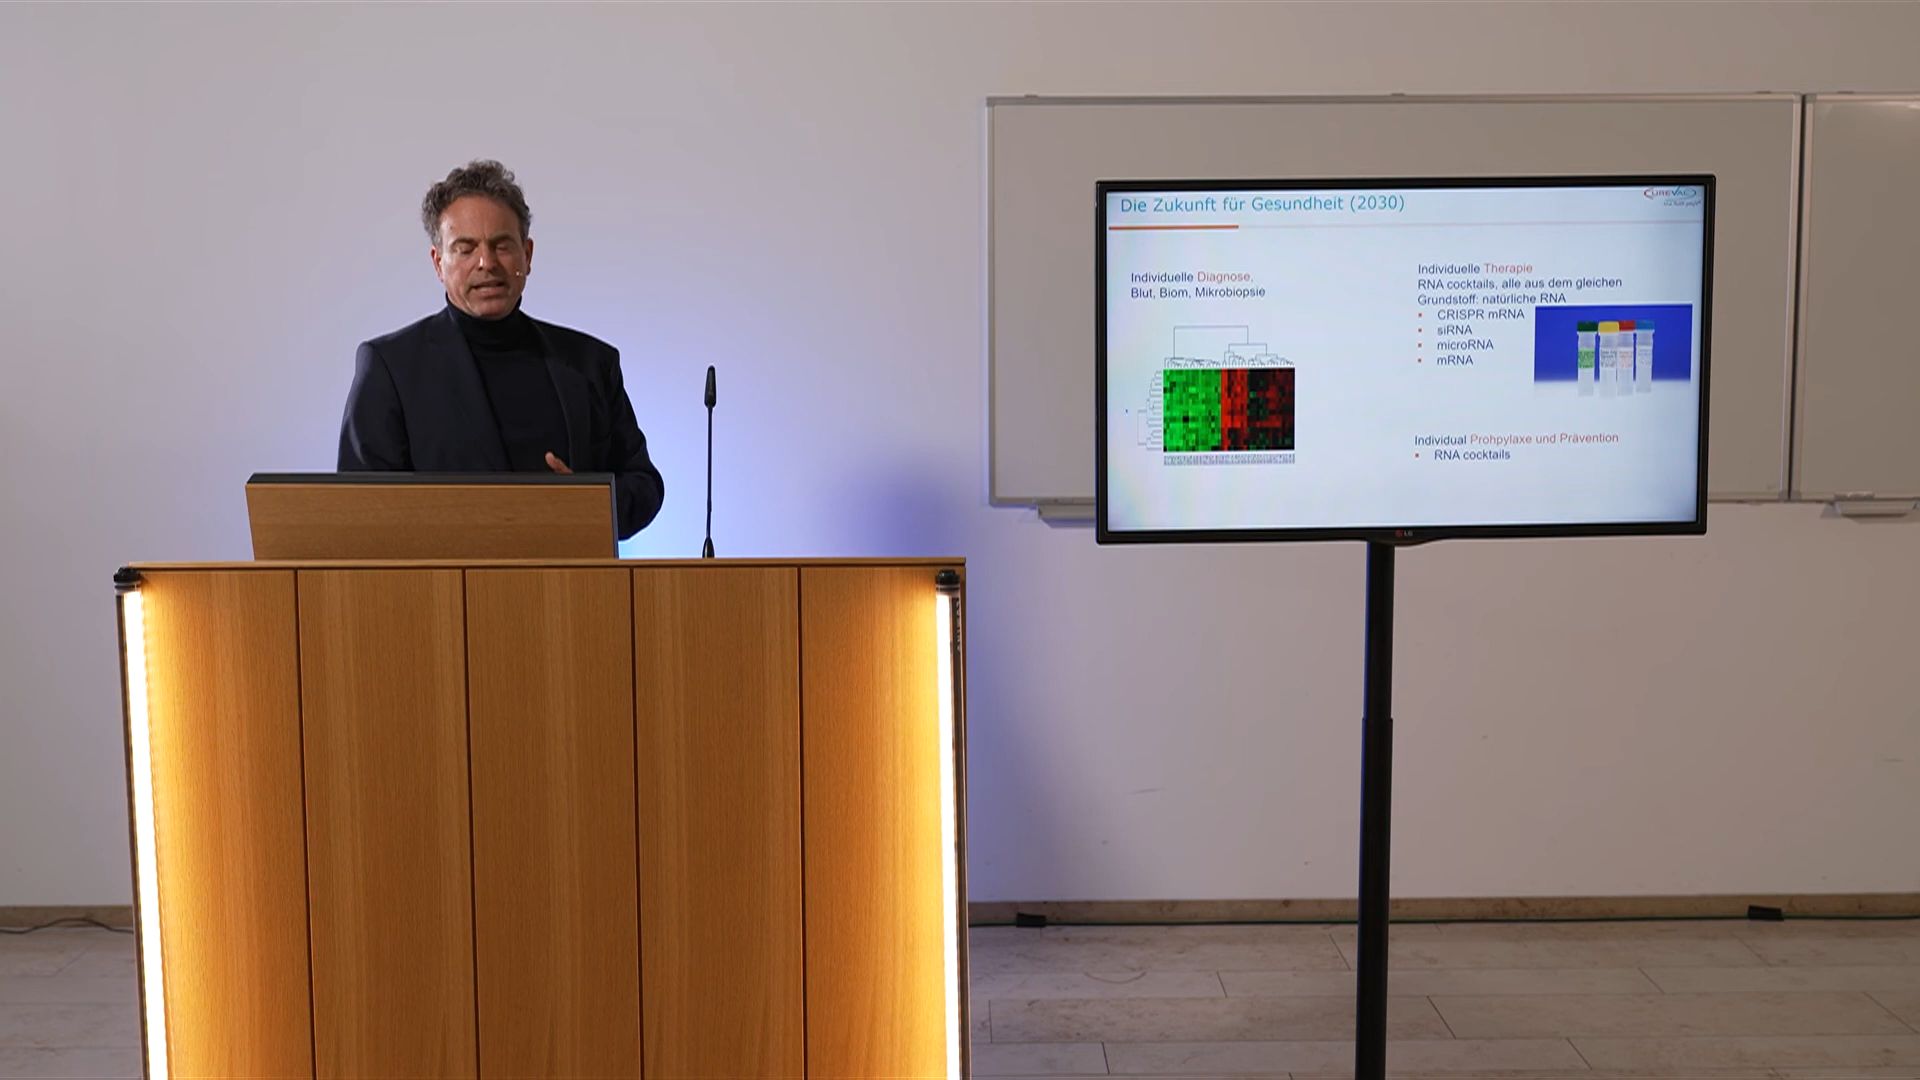 Die Zukunft für Gesundheit (2030)
CUREVAC
Individuelle Diagnose,
Blut, Biom, Mikrobiopsie
Individuelle Therapie
RNA cocktails, alle aus dem gleichen
Grundstoff: natürliche RNA
CRISPR mRNA
siRNA
microRNA
mRNA
Individual Prohpylaxe und Prävention
RNA cocktails
LG